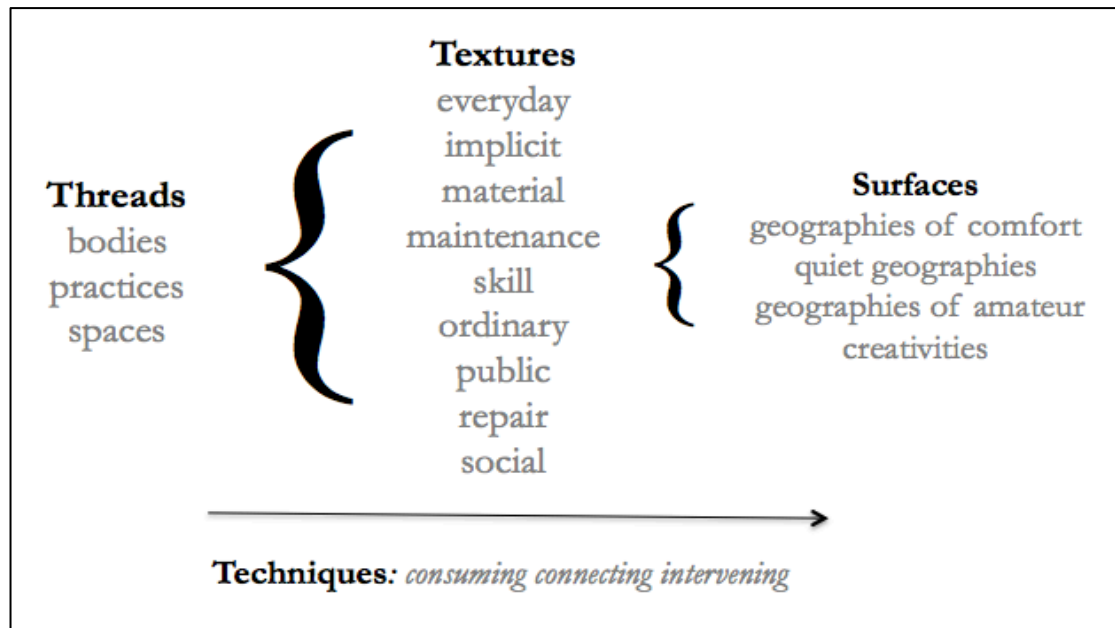 Threads
bodies
practices
spaces
Textures
everyday
implicit
material
maintenance
skill
ordinary
public
repair
social
Surfaces
geographies of comfort
quiet geographies
geographies of amateur
creativities
Techniques: consuming connecting intervening